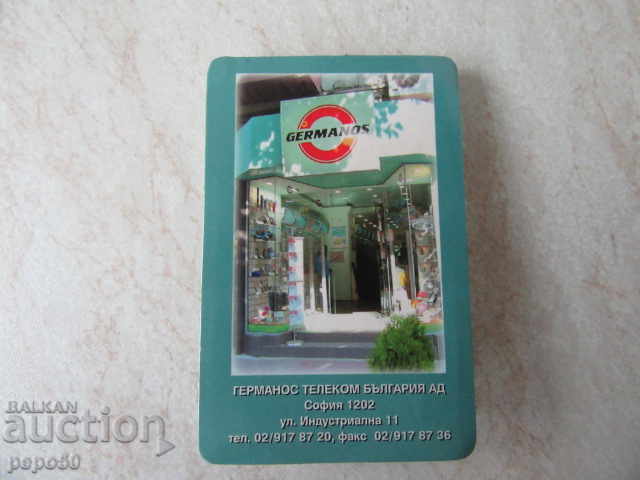 GERMANOS
ГЕРМАНОС ТЕЛЕКОМ БЪЛГАРИЯ АД
София 1202
ул. Индустриална 11
тел. 02/917 87 20, факс 02/917 87 36
BALKAN
auction
pepo50